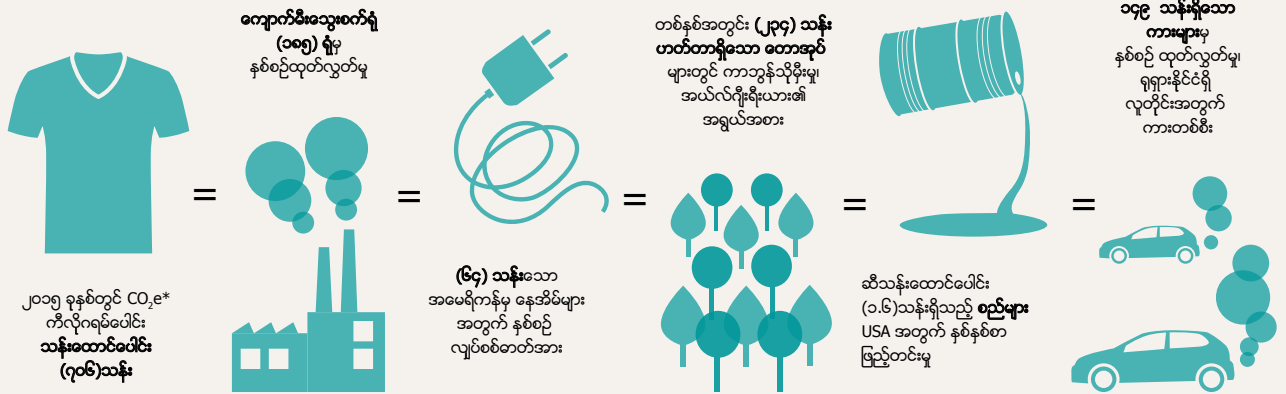 ၂၀၁၅ ခုနှစ်တွင် CO₂e*
ကီလိုဂရမ်ပေါင်း
သန်းထောင်ပေါင်း
(၇၀၆)သန်း
=
ကျောက်မီးသွေးစက်ရုံ
(၁၈၅) ရုံမှ
နှစ်စဉ်ထုတ်လွှတ်မှု
=
(၆၄) သန်းသော
အမေရိကန်မှ နေအိမ်များ
အတွက် နှစ်စဉ်
လျှပ်စစ်ဓာတ်အား
=
တစ်နှစ်အတွင်း (၂၃၄) သန်း
ဟတ်တာရှိသော တောအုပ်
များတွင် ကာဘွန်သိုမှီးမှု၊
အယ်လ်ဂျီးရီးယား၏
အရွယ်အစား
=
ဆီသန်းထောင်ပေါင်း
(၁.၆)သန်းရှိသည့် စည်များ
USA အတွက် နှစ်နှစ်စာ
ဖြည့်တင်းမှု
=
၁၄၉ သန်းရှိသော
ကားများမှ
နှစ်စဉ် ထုတ်လွှတ်မှု၊
ရုရှားနိုင်ငံရှိ
လူတိုင်းအတွက်
ကားတစ်စီး